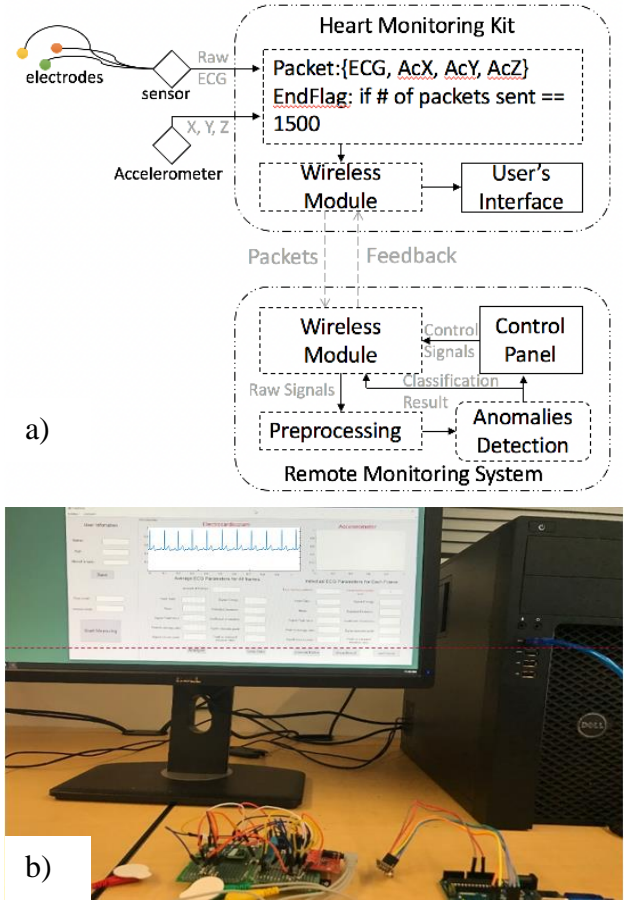 Heart Monitoring Kit
electrodes
sensor
Raw
ECG
Packet:{ECG, AcX, AcY, AcZ}
EndFlag: if # of packets sent ==
1500
X, Y, Z
Accelerometer
Wireless
Module
User's
Interface
Packets
Feedback
Wireless
Module
Control
Signals
Control
Panel
Raw Signals
Classification
Result
Preprocessing
Anomalies
Detection
a)
Remote Monitoring System
User Information
Electrocardiogram
Accelerometer
Average ECG Parameters for All Frames
DELL
b)